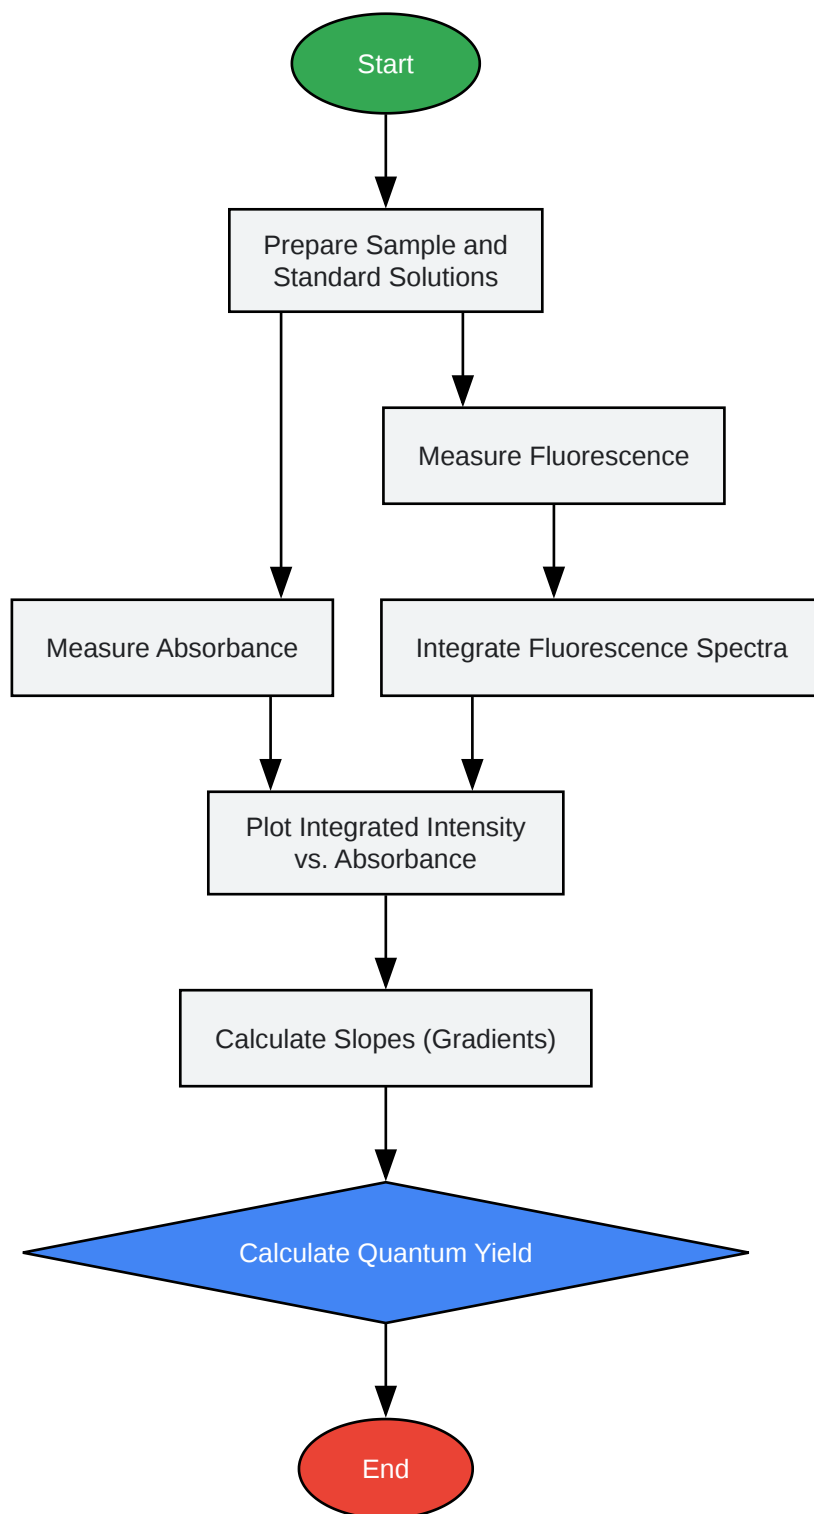 Start
Prepare Sample and
Standard Solutions
Measure Fluorescence
Measure Absorbance
Integrate Fluorescence Spectra
Plot Integrated Intensity
vs. Absorbance
Calculate Slopes (Gradients)
Calculate Quantum Yield
End